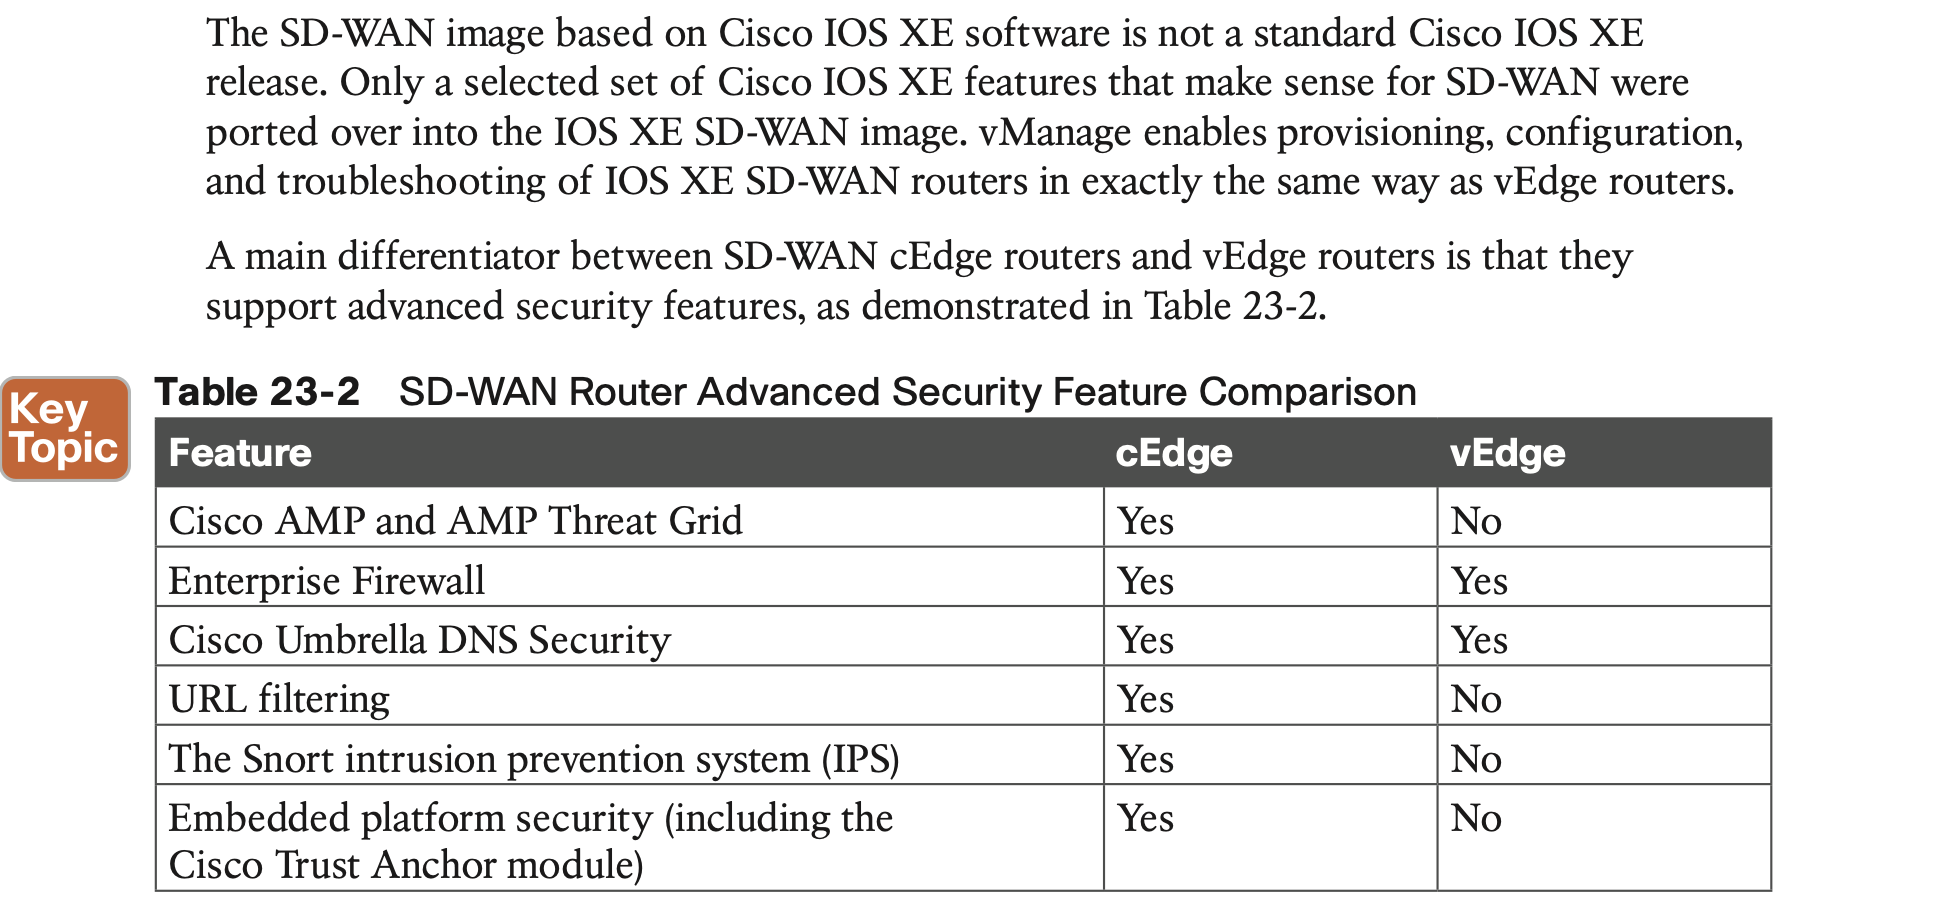 The SD-WAN image based on Cisco IOS XE software is not a standard Cisco IOS XE
release. Only a selected set of Cisco IOS XE features that make sense for SD-WAN were
ported over into the IOS XE SD-WAN image. vManage enables provisioning, configuration,
and troubleshooting of IOS XE SD-WAN routers in exactly the same way as vEdge routers.
A main differentiator between SD-WAN cEdge routers and vEdge routers is that they
support advanced security features, as demonstrated in Table 23-2.
Key
Topic
Table 23-2 SD-WAN Router Advanced Security Feature Comparison
Feature cEdge vEdge
Cisco AMP and AMP Threat Grid Yes No
Enterprise Firewall Yes Yes
Cisco Umbrella DNS Security Yes Yes
URL filtering Yes No
The Snort intrusion prevention system (IPS) Yes No
Embedded platform security (including the Yes No
Cisco Trust Anchor module)